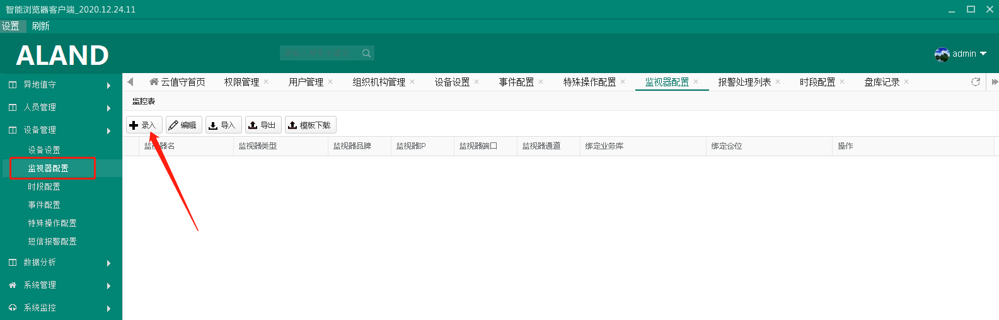 智能浏览器客户端_2020.12.24.11
设置 刷新
ALAND
admin
异地值守
人员管理
设备管理
设备设置
监视器配置
时段配置
事件配置
特殊操作配置
短信报警配置
数据分析
系统管理
系统监控
云值守首页 权限管理 用户管理 组织机构管理 设备设置 事件配置 特殊操作配置 监视器配置 报警处理列表 时段配置 盘库记录
监控表
录入 编辑 导入 导出 模板下载
监视器名 监视器类型 监视器品牌 监视器IP 监视器端口 监视器通道 绑定业务库 绑定仓位 操作